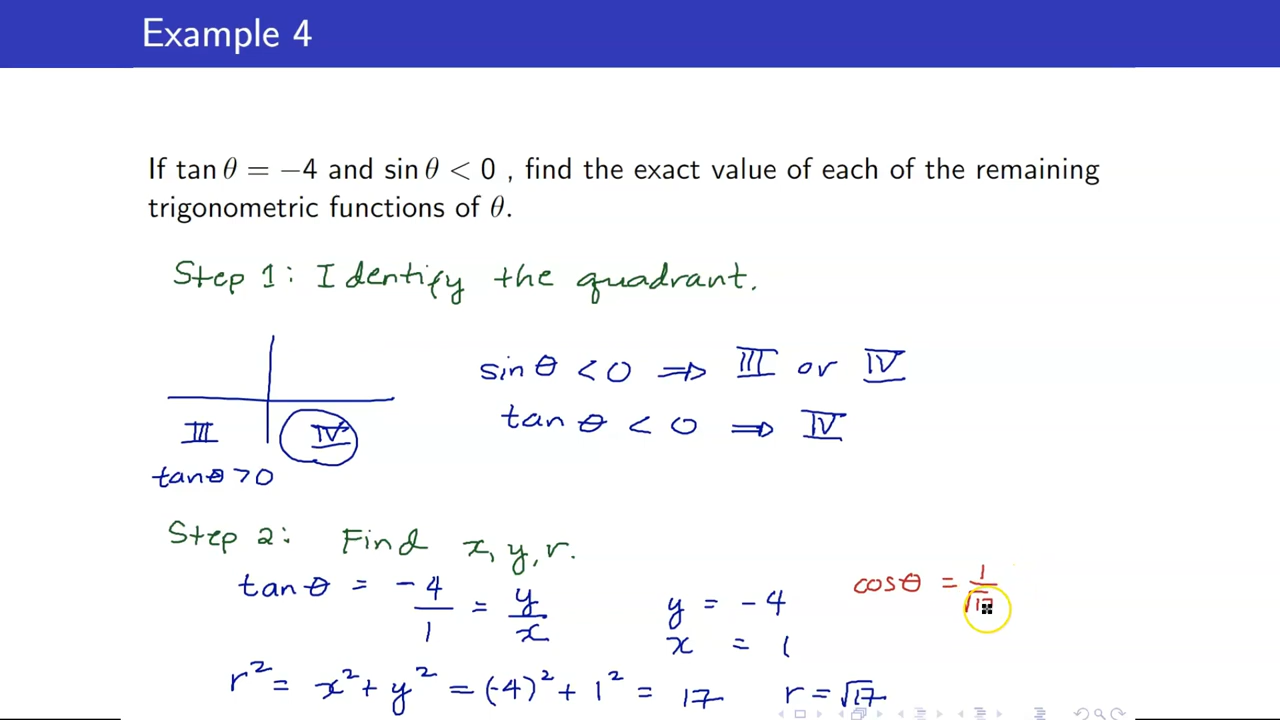 Example 4
If tan θ = −4 and sin θ < 0 , find the exact value of each of the remaining
trigonometric functions of θ.
Step 1: Identify the quadrant.
sin θ < 0 ⟹ III or IV
tan θ < 0 ⟹ IV
III IV
tanθ > 0
Step 2: Find x, y, r.
tan θ = -4/1 = y/x
y = -4
x = 1
cosθ = 1/√17
r² = x² + y² = (-4)² + 1² = 17 r = √17